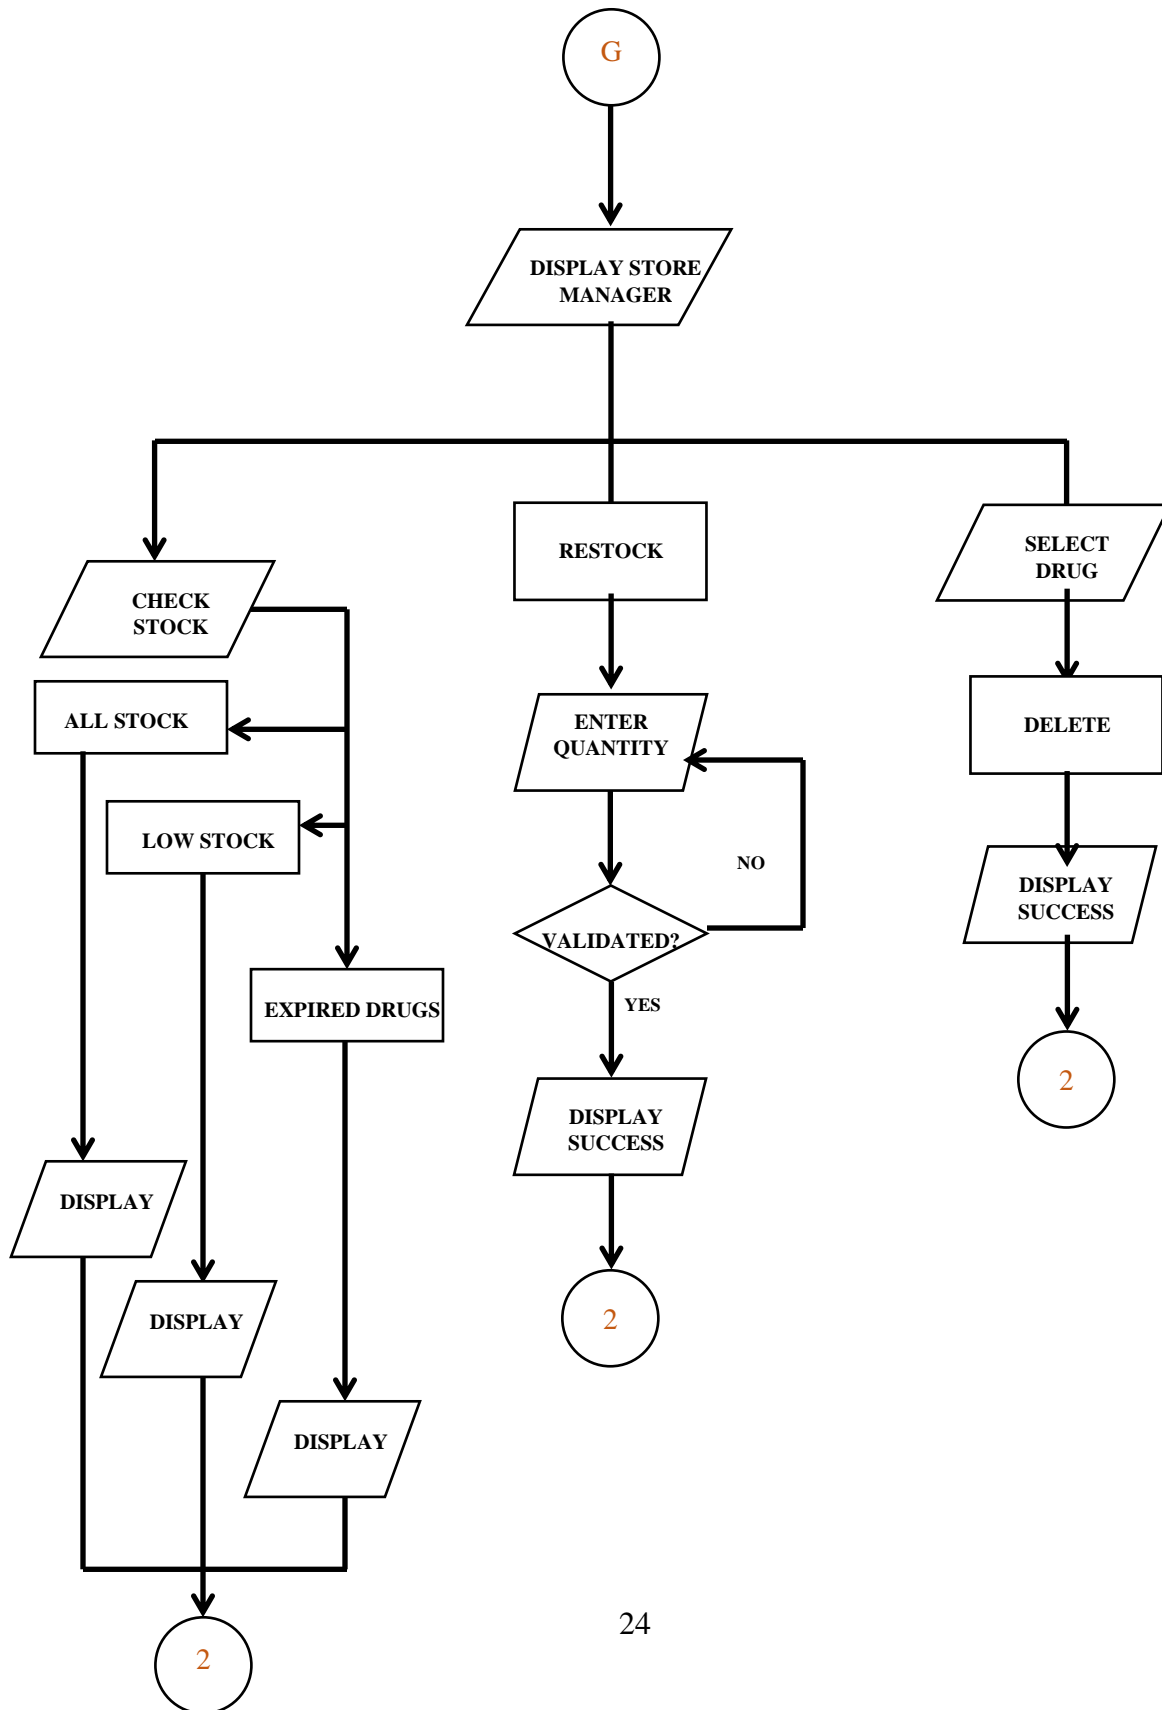 G
DISPLAY STORE
MANAGER
CHECK
STOCK
ALL STOCK
LOW STOCK
EXPIRED DRUGS
DISPLAY
DISPLAY
DISPLAY
2
RESTOCK
ENTER
QUANTITY
NO
VALIDATED?
YES
DISPLAY
SUCCESS
2
SELECT
DRUG
DELETE
DISPLAY
SUCCESS
2
24